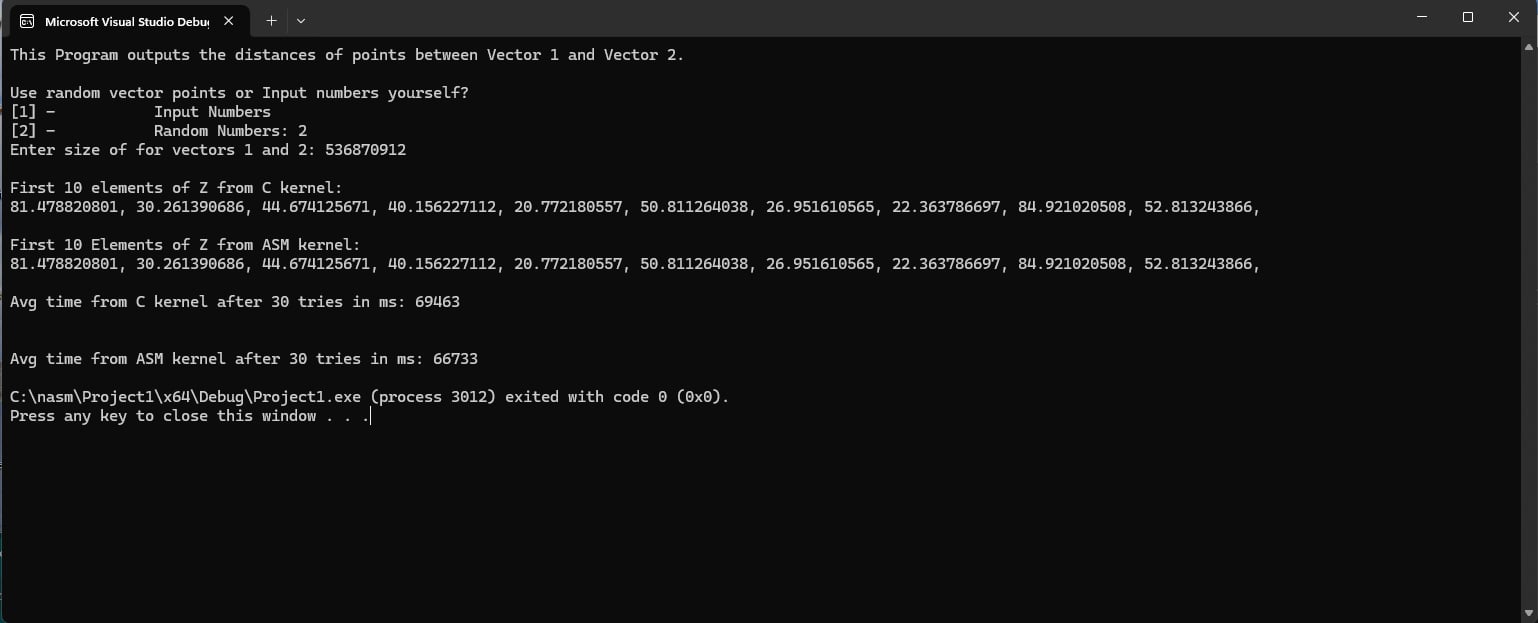 Microsoft Visual Studio Debug
This Program outputs the distances of points between Vector 1 and Vector 2.
Use random vector points or Input numbers yourself?
[1] - Input Numbers
[2] - Random Numbers: 2
Enter size of for vectors 1 and 2: 536870912
First 10 elements of Z from C kernel:
81.478820801, 30.261390686, 44.674125671, 40.156227112, 20.772180557, 50.811264038, 26.951610565, 22.363786697, 84.921020508, 52.813243866,
First 10 Elements of Z from ASM kernel:
81.478820801, 30.261390686, 44.674125671, 40.156227112, 20.772180557, 50.811264038, 26.951610565, 22.363786697, 84.921020508, 52.813243866,
Avg time from C kernel after 30 tries in ms: 69463
Avg time from ASM kernel after 30 tries in ms: 66733
C:\nasm\Project1\x64\Debug\Project1.exe (process 3012) exited with code 0 (0x0).
Press any key to close this window . . .